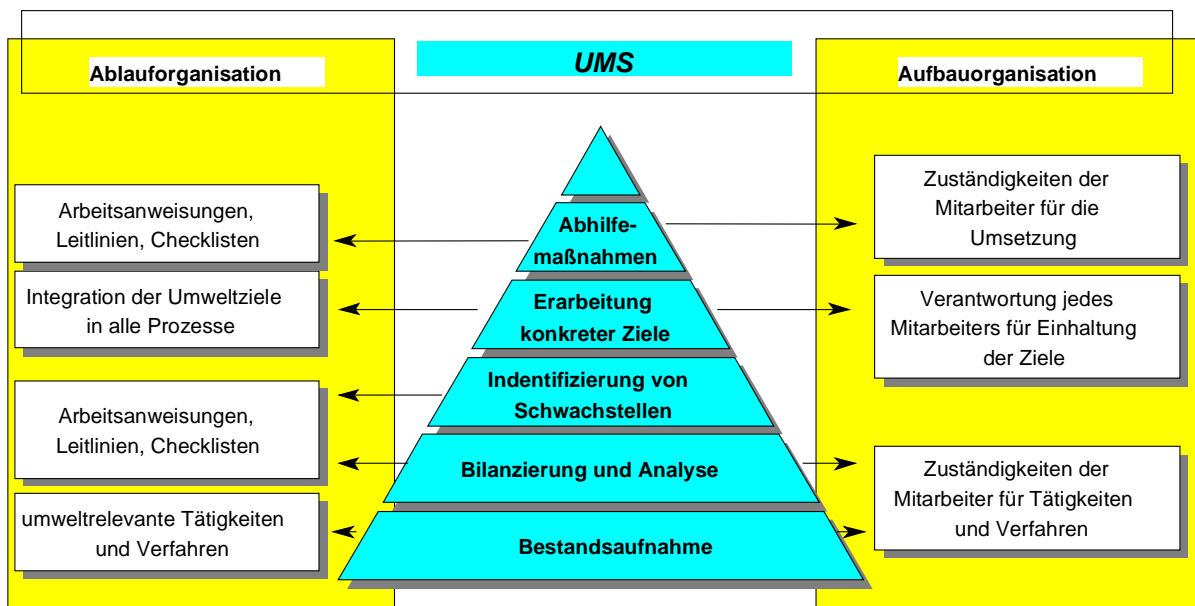 Ablauforganisation
UMS
Aufbauorganisation
Arbeitsanweisungen,
Leitlinien, Checklisten
Integration der Umweltziele
in alle Prozesse
Arbeitsanweisungen,
Leitlinien, Checklisten
umweltrelevante Tätigkeiten
und Verfahren
Abhilfe-
maßnahmen
Erarbeitung
konkreter Ziele
Indentifizierung von
Schwachstellen
Bilanzierung und Analyse
Bestandsaufnahme
Zuständigkeiten der
Mitarbeiter für die
Umsetzung
Verantwortung jedes
Mitarbeiters für Einhaltung
der Ziele
Zuständigkeiten der
Mitarbeiter für Tätigkeiten
und Verfahren